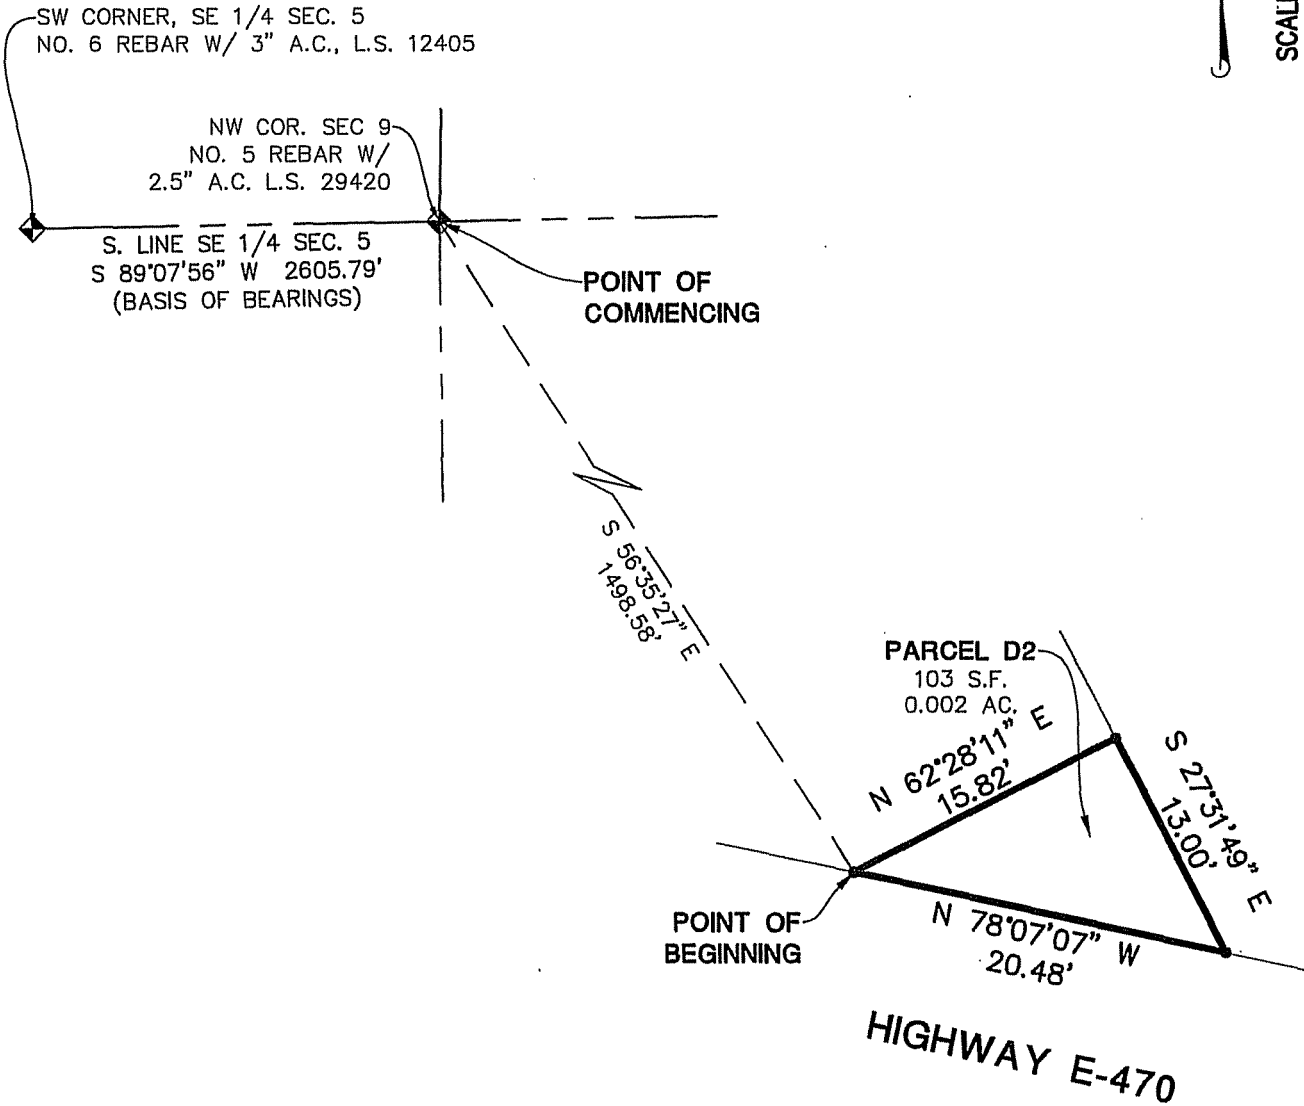 SW CORNER, SE 1/4 SEC. 5
NO. 6 REBAR W/ 3" A.C., L.S. 12405
NW COR. SEC 9
NO. 5 REBAR W/
2.5" A.C. L.S. 29420
S. LINE SE 1/4 SEC. 5
S 89°07'56" W 2605.79'
(BASIS OF BEARINGS)
POINT OF
COMMENCING
S 56°35'27" E
1498.58'
PARCEL D2
103 S.F.
0.002 AC.
N 62°28'11" E
15.82'
S 27°31'49" E
13.00'
POINT OF
BEGINNING
N 78°07'07" W
20.48'
HIGHWAY E-470